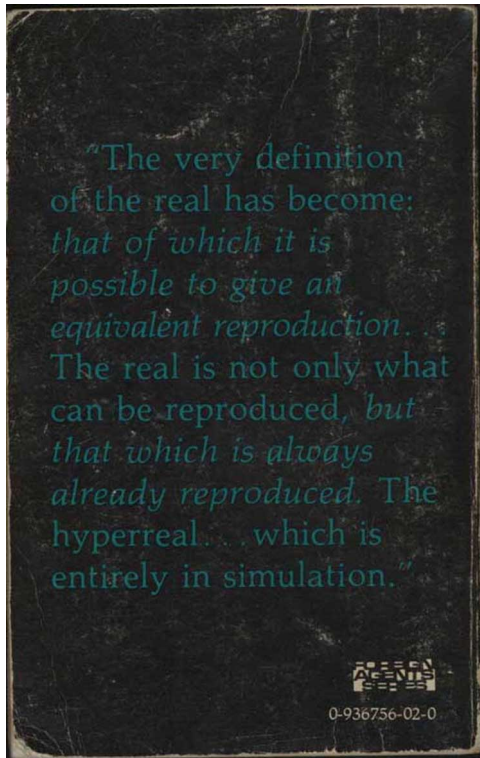 "The very definition
of the real has become:
that of which it is
possible to give an
equivalent reproduction. . .
The real is not only what
can be reproduced, but
that which is always
already reproduced. The
hyperreal. . .which is
entirely in simulation."
FOREIGN
AGENTS
SERIES
0-936756-02-0